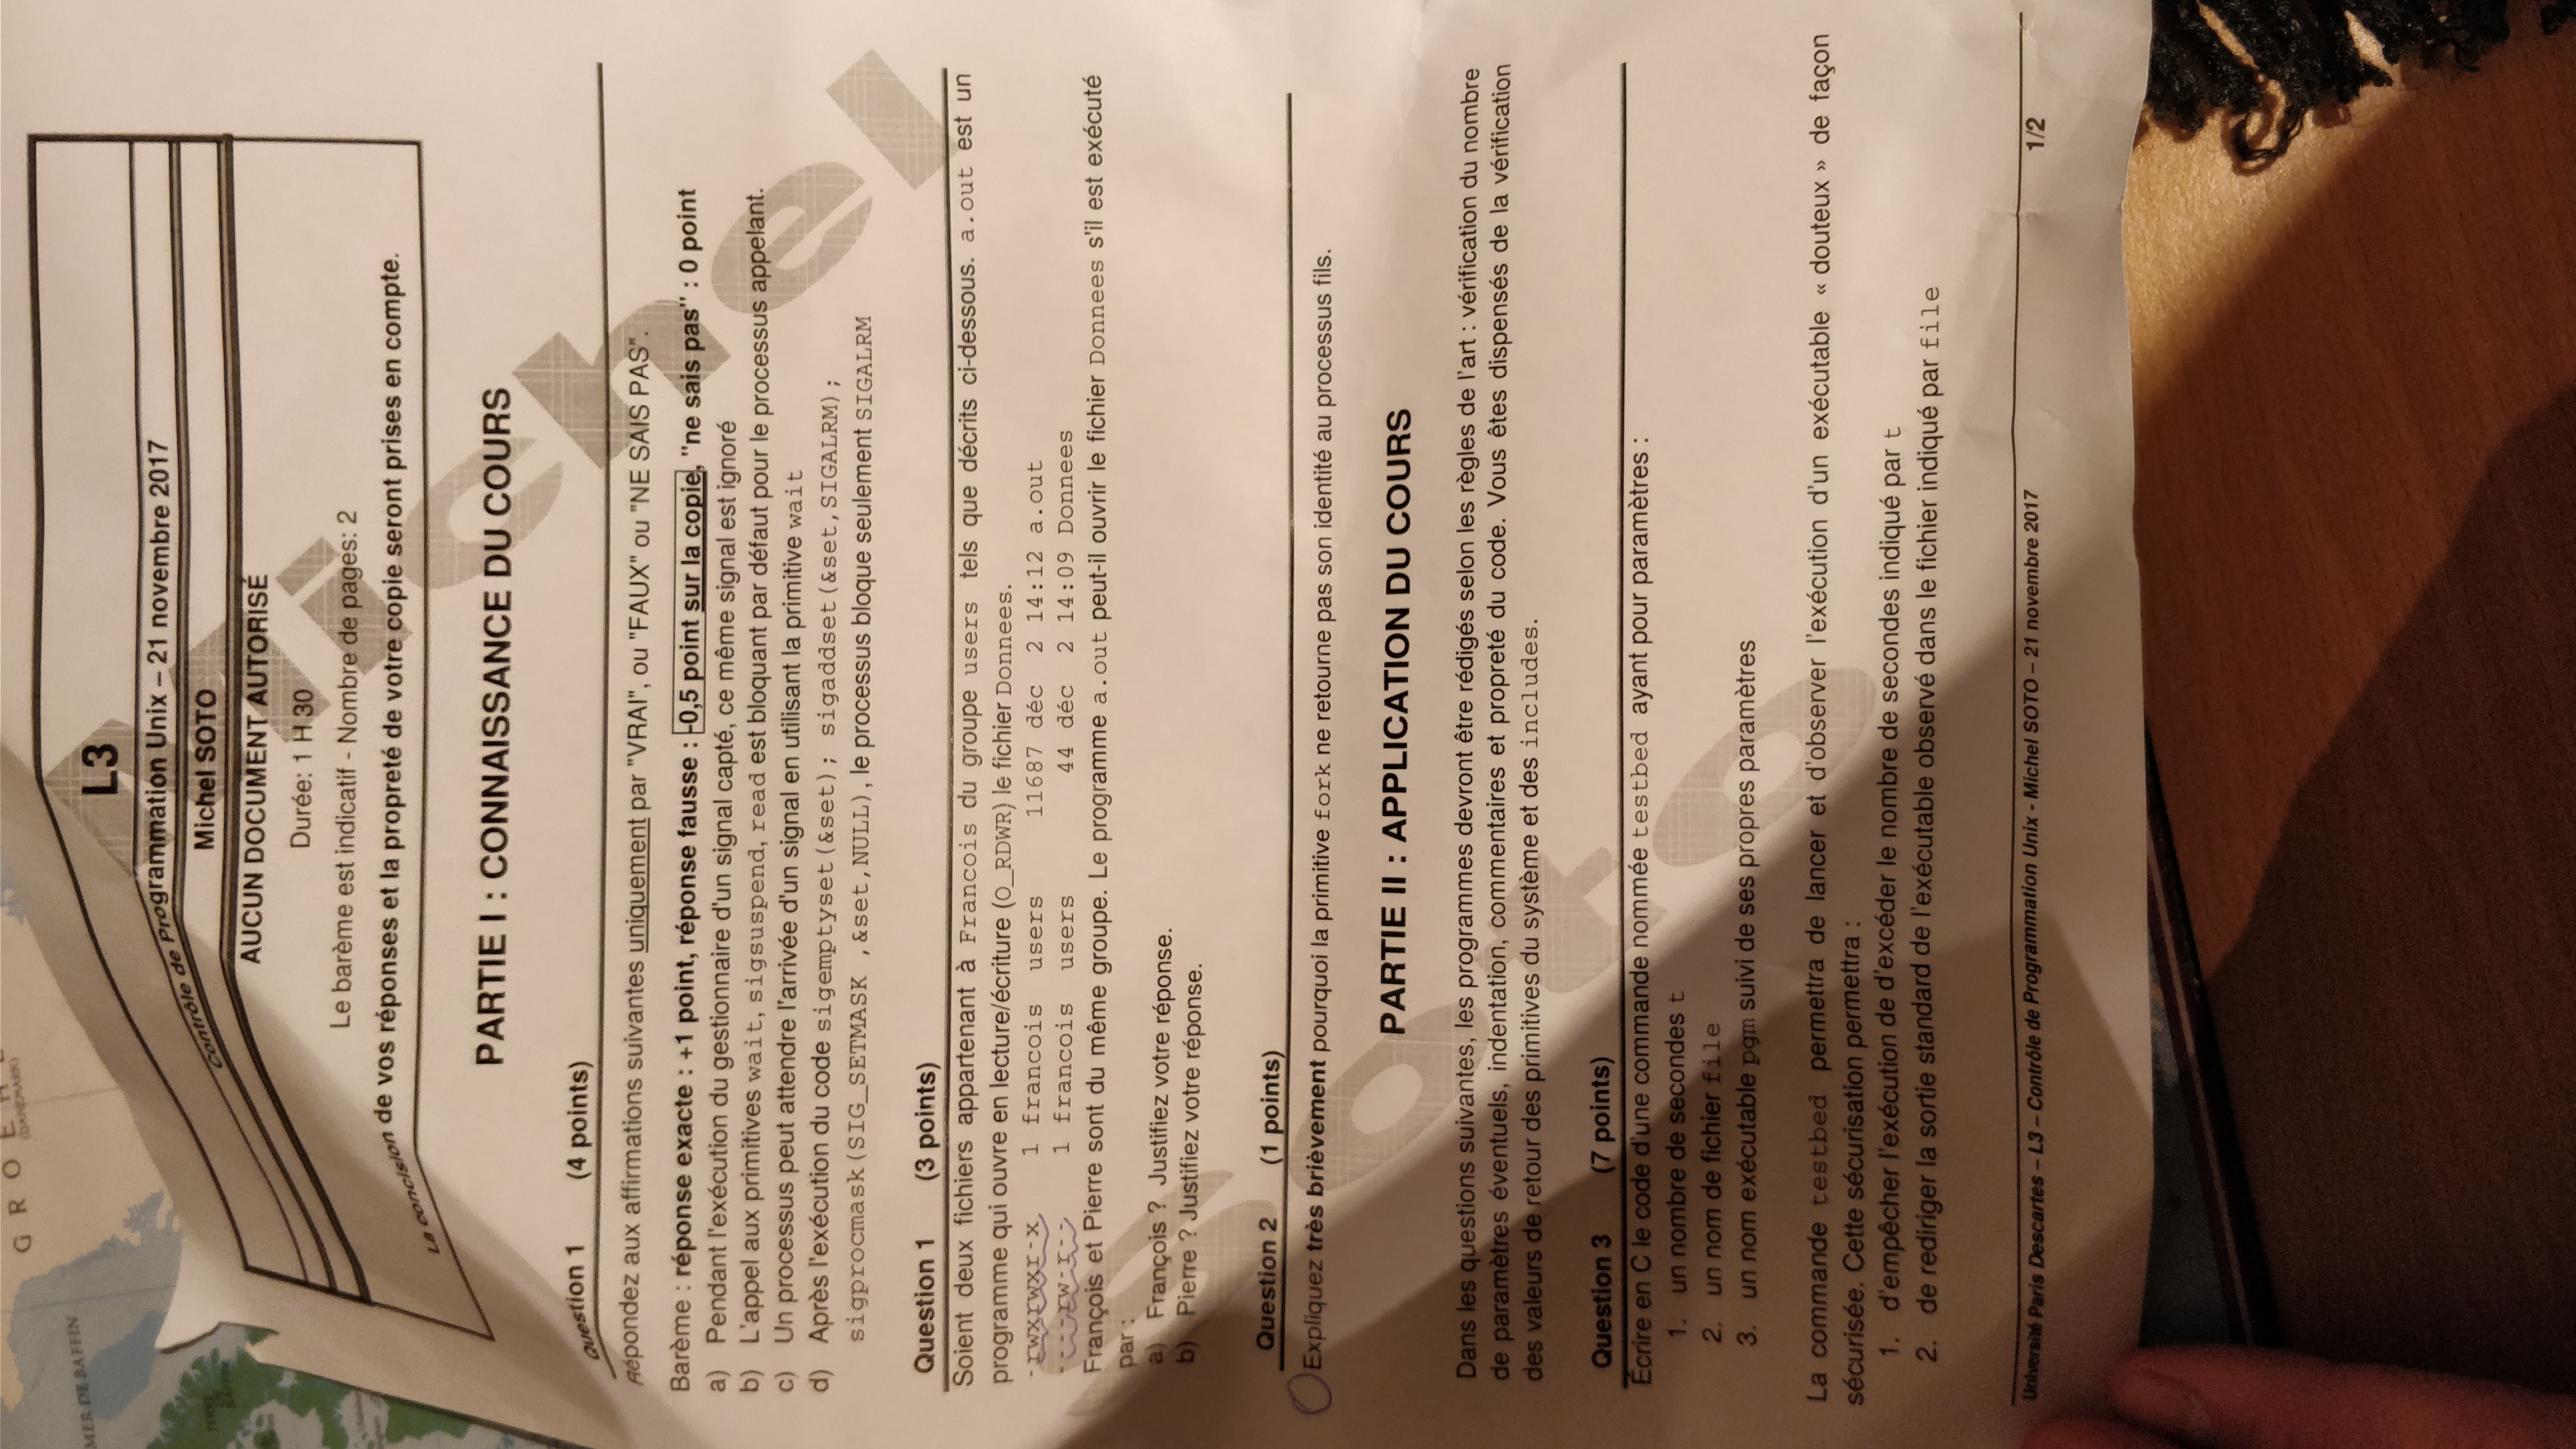 GROE
(DANEMARK)
MER DE BAFFIN
TERRE
BAFFIN
L3
Contrôle de Programmation Unix – 21 novembre 2017
Michel SOTO
AUCUN DOCUMENT AUTORISÉ
Durée: 1 H 30
Le barème est indicatif - Nombre de pages: 2
La concision de vos réponses et la propreté de votre copie seront prises en compte.
PARTIE I : CONNAISSANCE DU COURS
Question 1 (4 points)
Répondez aux affirmations suivantes uniquement par "VRAI", ou "FAUX" ou "NE SAIS PAS".
Barème : réponse exacte : +1 point, réponse fausse : -0,5 point sur la copie, "ne sais pas" : 0 point
a) Pendant l'exécution du gestionnaire d'un signal capté, ce même signal est ignoré
b) L'appel aux primitives wait, sigsuspend, read est bloquant par défaut pour le processus appelant.
c) Un processus peut attendre l'arrivée d'un signal en utilisant la primitive wait
d) Après l'exécution du code sigemptyset(&set); sigaddset(&set,SIGALRM);
sigprocmask(SIG_SETMASK ,&set,NULL), le processus bloque seulement SIGALRM
Question 1 (3 points)
Soient deux fichiers appartenant à Francois du groupe users tels que décrits ci-dessous. a.out est un
programme qui ouvre en lecture/écriture (O_RDWR) le fichier Donnees.
-rwxrwxr-x 1 francois users 11687 déc 2 14:12 a.out
----rw-r-- 1 francois users 44 déc 2 14:09 Donnees
François et Pierre sont du même groupe. Le programme a.out peut-il ouvrir le fichier Donnees s'il est exécuté
par :
a) François ? Justifiez votre réponse.
b) Pierre ? Justifiez votre réponse.
Question 2 (1 points)
Expliquez très brièvement pourquoi la primitive fork ne retourne pas son identité au processus fils.
PARTIE II : APPLICATION DU COURS
Dans les questions suivantes, les programmes devront être rédigés selon les règles de l'art : vérification du nombre
de paramètres éventuels, indentation, commentaires et propreté du code. Vous êtes dispensés de la vérification
des valeurs de retour des primitives du système et des includes.
Question 3 (7 points)
Écrire en C le code d'une commande nommée testbed ayant pour paramètres :
1. un nombre de secondes t
2. un nom de fichier file
3. un nom exécutable pgm suivi de ses propres paramètres
La commande testbed permettra de lancer et d'observer l'exécution d'un exécutable « douteux » de façon
sécurisée. Cette sécurisation permettra :
1. d'empêcher l'exécution de d'excéder le nombre de secondes indiqué par t
2. de rediriger la sortie standard de l'exécutable observé dans le fichier indiqué par file
Université Paris Descartes – L3 – Contrôle de Programmation Unix - Michel SOTO – 21 novembre 2017 1/2
Michel
Soto